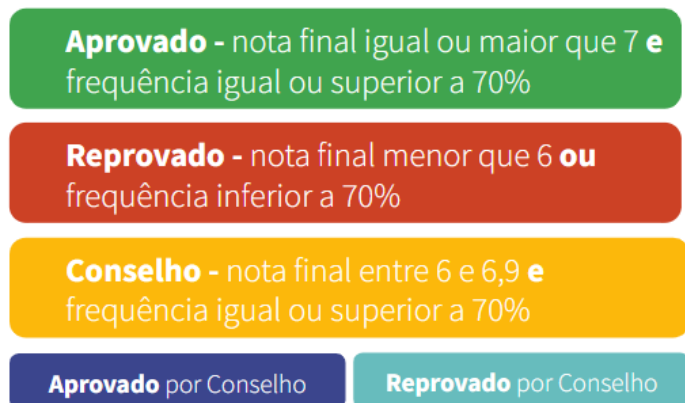 Aprovado - nota final igual ou maior que 7 e
frequência igual ou superior a 70%
Reprovado - nota final menor que 6 ou
frequência inferior a 70%
Conselho - nota final entre 6 e 6,9 e
frequência igual ou superior a 70%
Aprovado por Conselho
Reprovado por Conselho